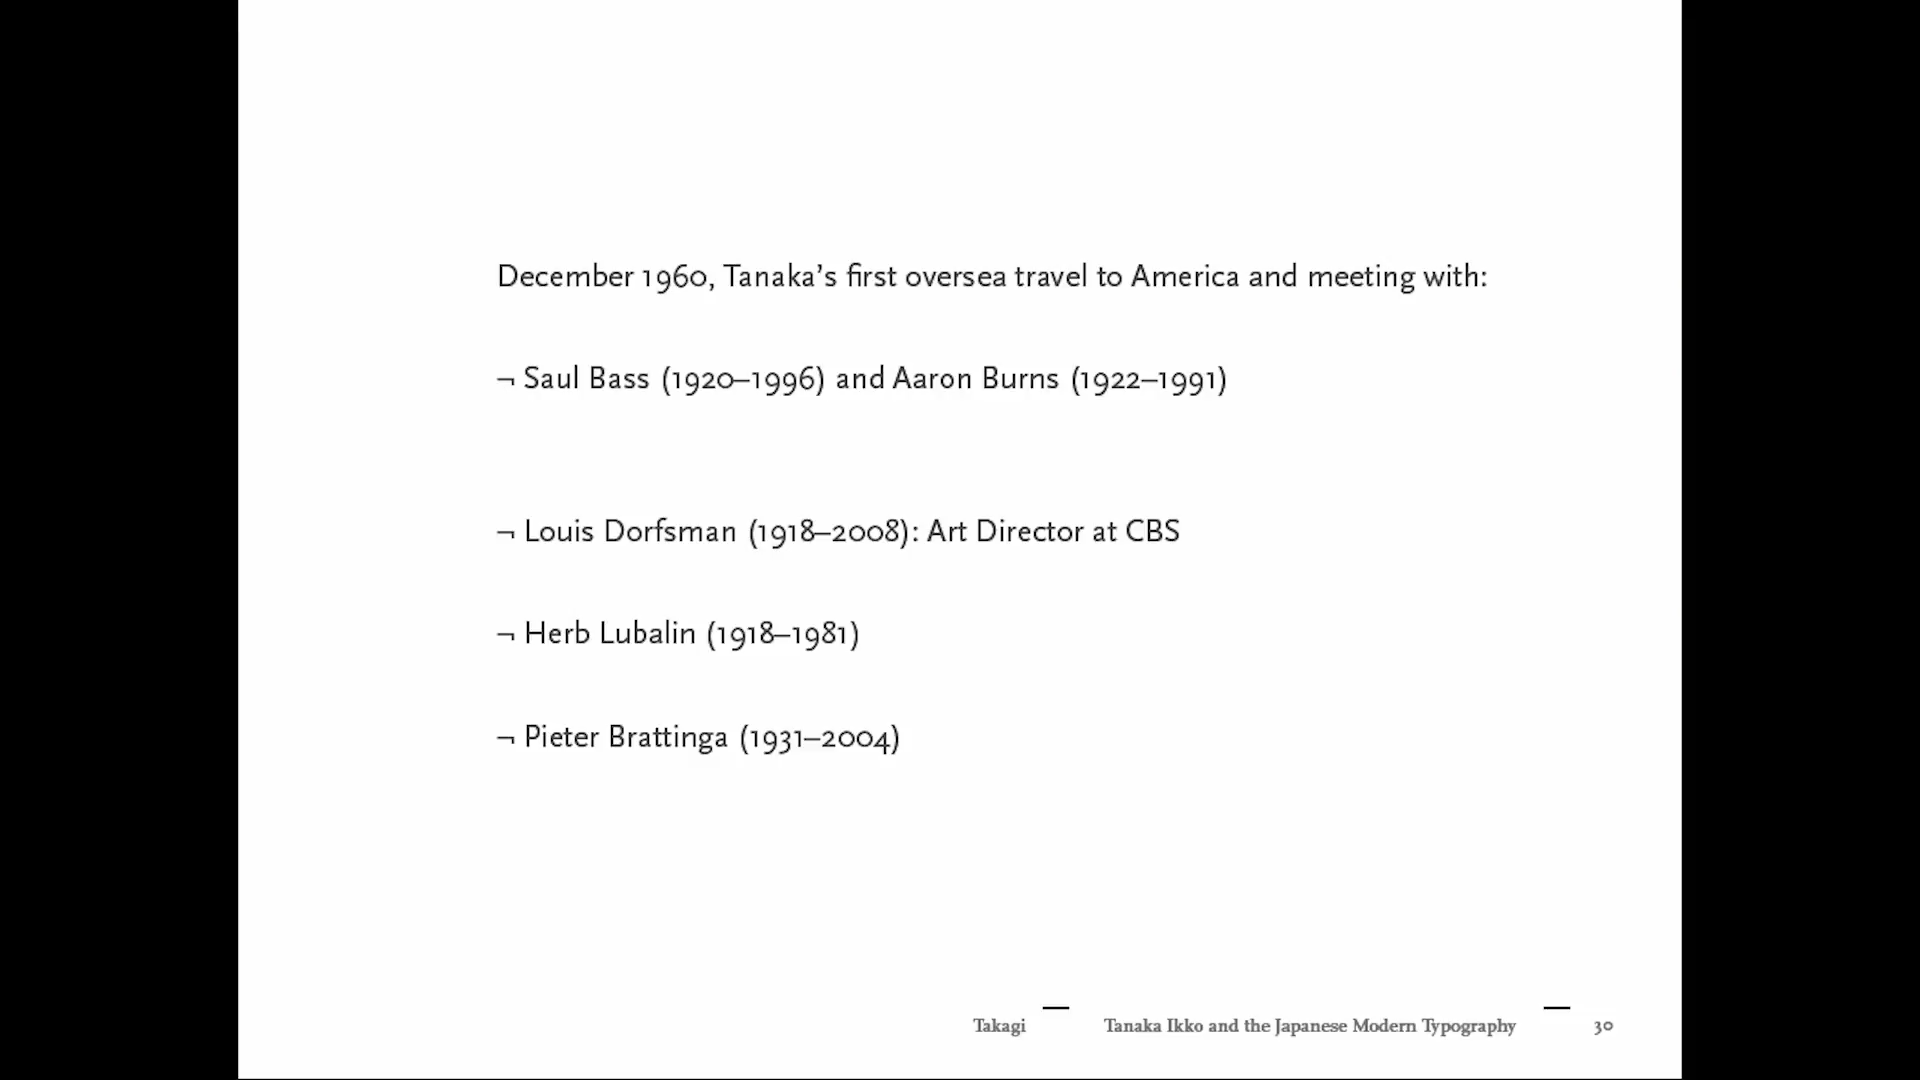 December 1960, Tanaka’s first oversea travel to America and meeting with:
¬ Saul Bass (1920–1996) and Aaron Burns (1922–1991)
¬ Louis Dorfsman (1918–2008): Art Director at CBS
¬ Herb Lubalin (1918–1981)
¬ Pieter Brattinga (1931–2004)
Takagi — Tanaka Ikko and the Japanese Modern Typography — 30